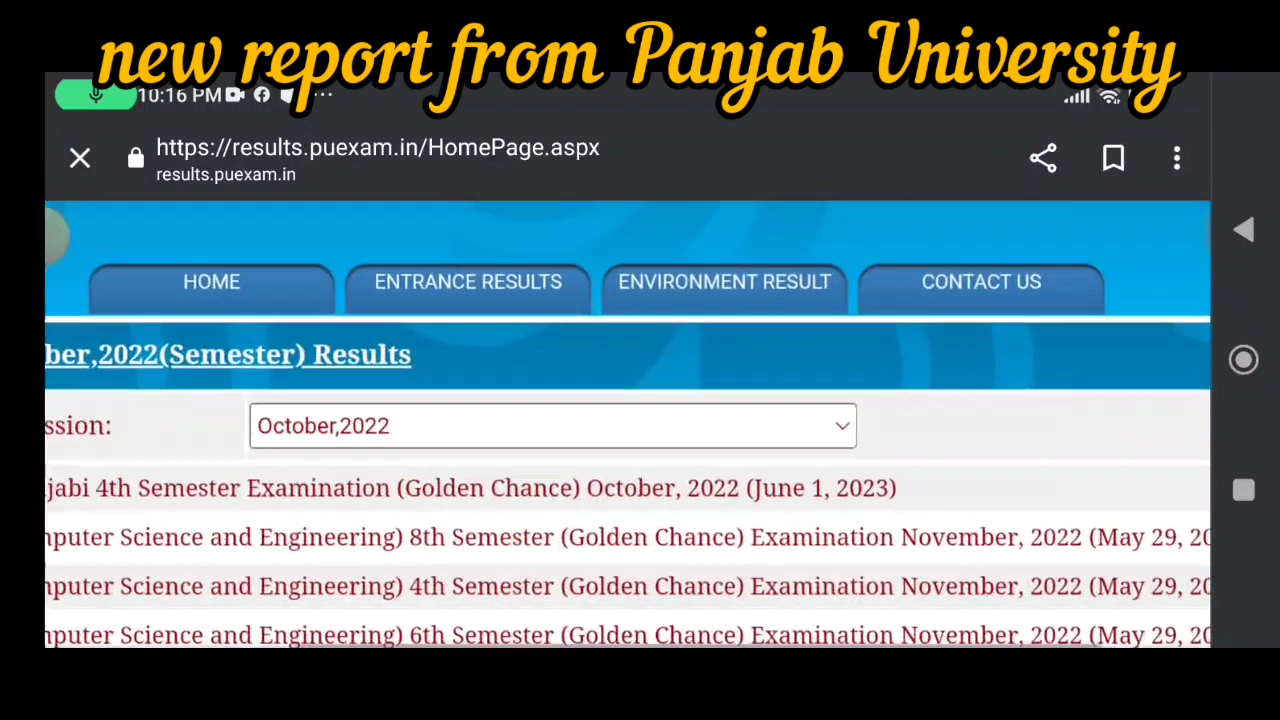 new report from Panjab University
10:16 PM
https://results.puexam.in/HomePage.aspx
results.puexam.in
HOME ENTRANCE RESULTS ENVIRONMENT RESULT CONTACT US
ber,2022(Semester) Results
ssion: October,2022
jabi 4th Semester Examination (Golden Chance) October, 2022 (June 1, 2023)
puter Science and Engineering) 8th Semester (Golden Chance) Examination November, 2022 (May 29, 20
puter Science and Engineering) 4th Semester (Golden Chance) Examination November, 2022 (May 29, 20
puter Science and Engineering) 6th Semester (Golden Chance) Examination November, 2022 (May 29, 20